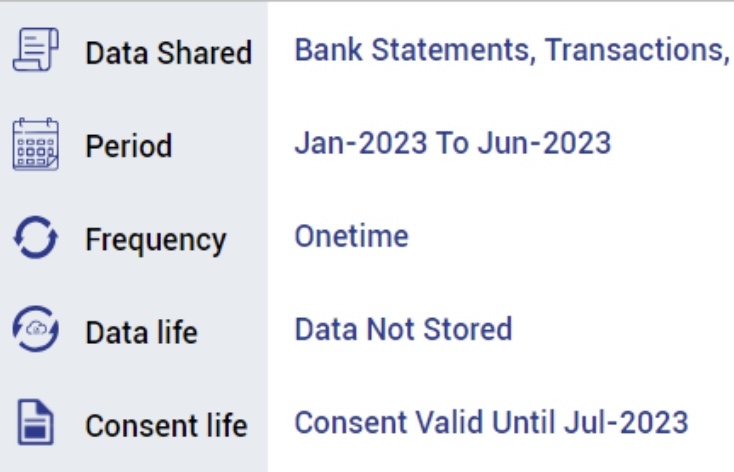 Data Shared Bank Statements, Transactions,
Period Jan-2023 To Jun-2023
Frequency Onetime
Data life Data Not Stored
Consent life Consent Valid Until Jul-2023